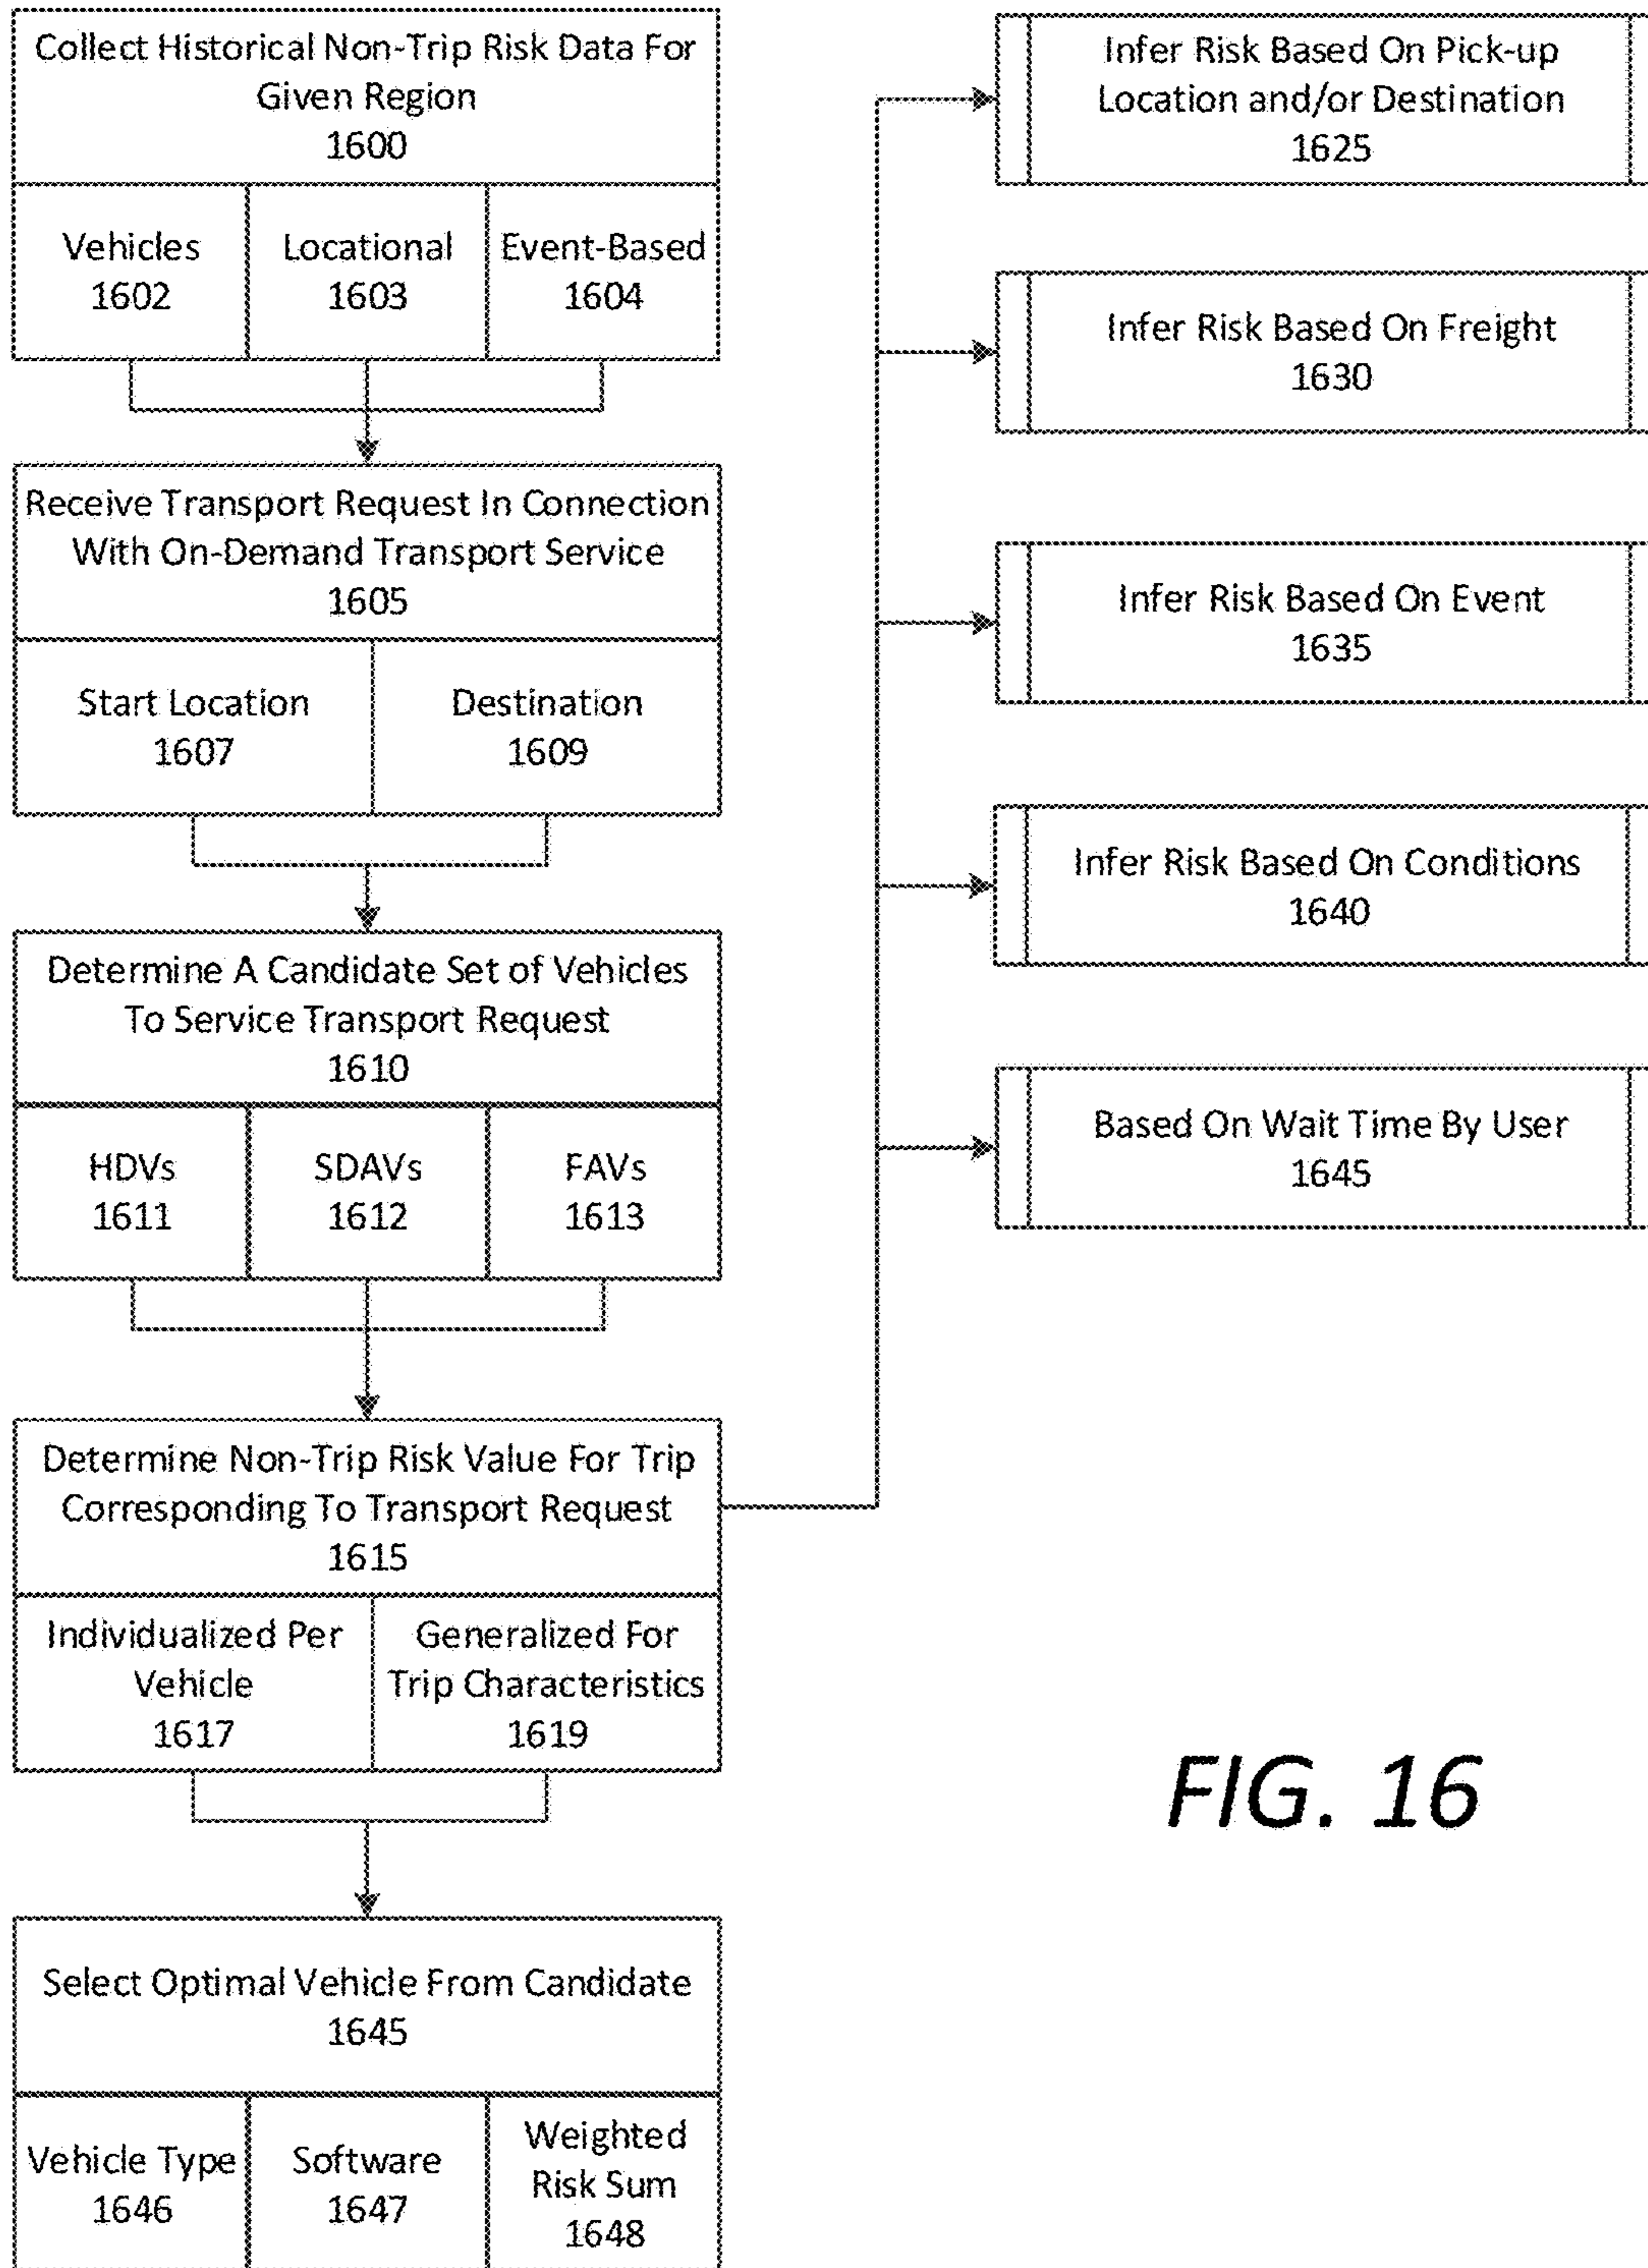 Collect Historical Non-Trip Risk Data For
Given Region
1600
Vehicles
1602
Locational
1603
Event-Based
1604
Receive Transport Request In Connection
With On-Demand Transport Service
1605
Start Location
1607
Destination
1609
Determine A Candidate Set of Vehicles
To Service Transport Request
1610
HDVs
1611
SDAVs
1612
FAVs
1613
Determine Non-Trip Risk Value For Trip
Corresponding To Transport Request
1615
Individualized Per
Vehicle
1617
Generalized For
Trip Characteristics
1619
Select Optimal Vehicle From Candidate
1645
Vehicle Type
1646
Software
1647
Weighted
Risk Sum
1648
Infer Risk Based On Pick-up
Location and/or Destination
1625
Infer Risk Based On Freight
1630
Infer Risk Based On Event
1635
Infer Risk Based On Conditions
1640
Based On Wait Time By User
1645
FIG. 16